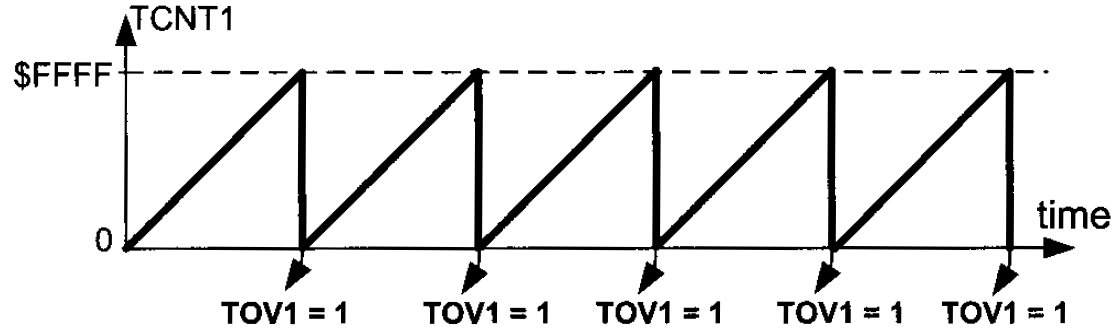 TCNT1
$FFFF
0
time
TOV1 = 1 TOV1 = 1 TOV1 = 1 TOV1 = 1 TOV1 = 1